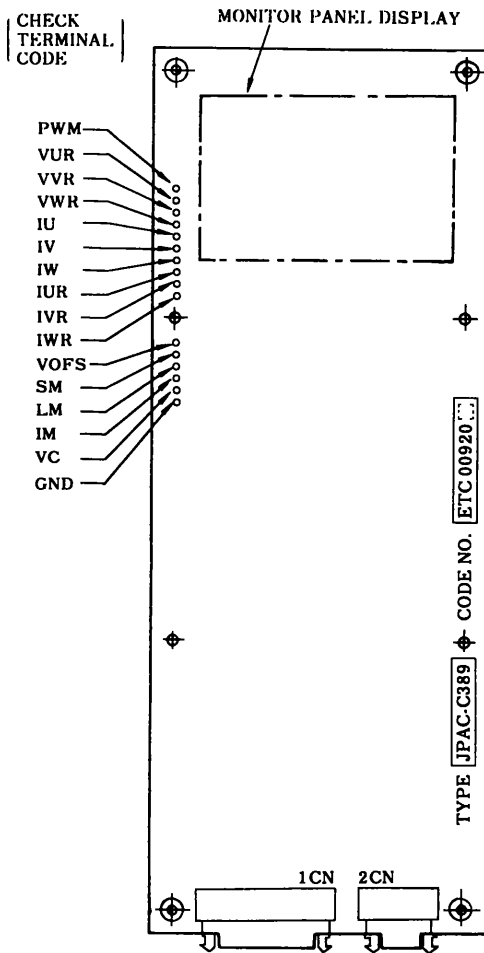 CHECK
TERMINAL
CODE
MONITOR PANEL DISPLAY
PWM
VUR
VVR
VWR
IU
IV
IW
IUR
IVR
IWR
VOFS
SM
LM
IM
VC
GND
TYPE JPAC-C389 CODE NO. ETC 00920
1CN 2CN